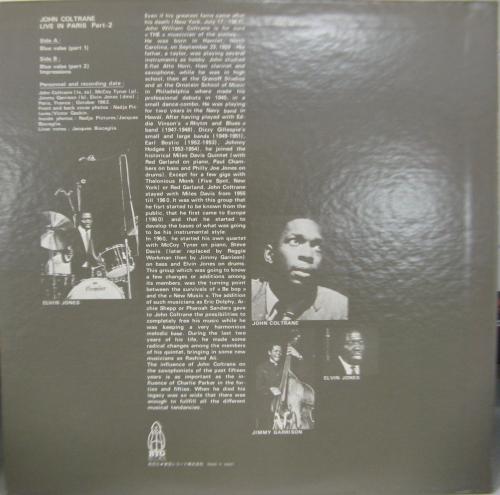 JOHN COLTRANE
LIVE IN PARIS Part-2
Side A:
Blue valse (part 1)
Side B:
Blue valse (part 2)
Impressions
Personnel and recording date:
John Coltrane (ts, ss), McCoy Tyner (p),
Jimmy Garrison (b), Elvin Jones (dms) :
Paris, France : October 1962.
Front and back cover photos : Nadja Pic
tures/Victor Gaskin
Inside photos : Nadja Pictures/Jacques
Bisceglia
Liner notes : Jacques Bisceglia
Even if his greatest fame came after
his death (New York, July 17 1967),
John William Coltrane is for sure
«THE» musician of the sixties.
He was born in Hamlet, North
Carolina, on September 23, 1926. His
father, a taylor, was playing several
instruments as hobby. John studied
E-flat Alto Horn, than clarinet and
saxophone, while he was in high
school, than at the Granoff Studios
and at the Ornstein School of Music
in Philadelphia where made his
professional debuts in 1945, in a
small dance-combo. He was playing
for two years in the Navy band in
Hawaï. After having played with Ed-
die Vinson's «Rhythm and Blues»
band (1947-1948), Dizzy Gillespie's
small and large bands (1949-1951),
Earl Bostic (1952-1953), Johnny
Hodges (1953-1954), he joined the
historical Miles Davis Quintet (with
Red Garland on piano, Paul Cham-
bers on bass and Philly Joe Jones on
drums). Except for a few gigs with
Thelonious Monk (Five Spot, New
York) or Red Garland, John Coltrane
stayed with Miles Davis from 1955
till 1960. It was with this group that
he fisrt started to be known from the
public, that he first came to Europe
(1960) and that he started to
develop the bases of what was going
to be his instrumental style.
In 1960, he started his own quartet
with McCoy Tyner on piano, Steve
Davis (later replaced by Reggie
Workman then by Jimmy Garrison)
on bass and Elvin Jones on drums.
This group which was going to know
a few changes or additions among
its members, was the turning point
between the survivals of «Be bop»
and the «New Music». The addition
of such musicians as Eric Dolphy, Ar-
chie Shepp or Pharoah Sanders gave
to John Coltrane the possibilities to
completely free his music while he
was keeping a very harmonious
melodic base. During the last two
years of his life, he made some
radical changes among the members
of his quintet, bringing in some new
musicians as Rashied Ali.
The influence of John Coltrane on
the saxophonists of the past fifteen
years is as important as the in-
fluence of Charlie Parker in the for-
ties and fifties. When he died his
legacy was so wide that there was
enough to fullfill all the different
musical tendancies.
ELVIN JONES
JOHN COLTRANE
ELVIN JONES
JIMMY GARRISON
BYG